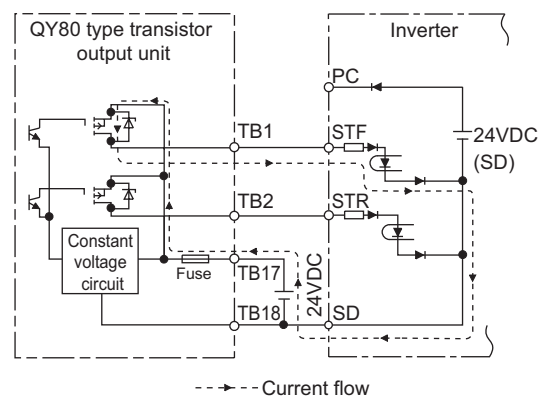 QY80 type transistor
output unit
Inverter
PC
TB1
STF
24VDC
(SD)
TB2
STR
Constant
voltage
circuit
Fuse
TB17
24VDC
TB18
SD
Current flow